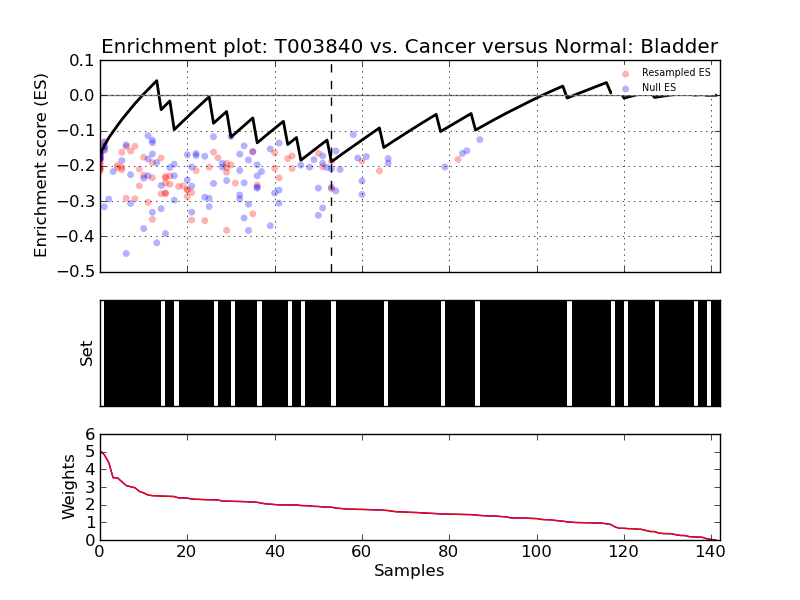 Enrichment plot: T003840 vs. Cancer versus Normal: Bladder
Enrichment score (ES)
0.1
0.0
−0.1
−0.2
−0.3
−0.4
−0.5
Resampled ES
Null ES
Set
Weights
6
5
4
3
2
1
0
0 20 40 60 80 100 120 140
Samples